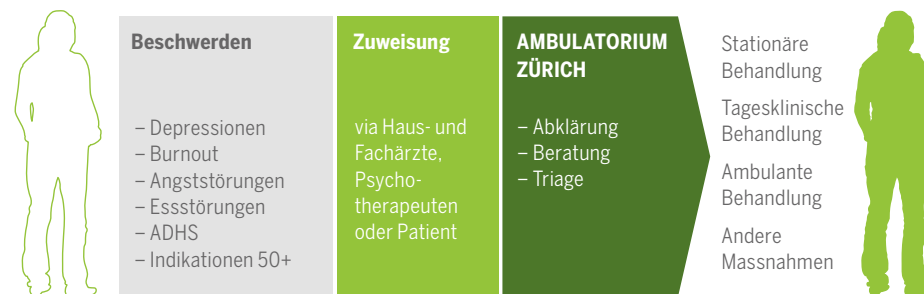 Beschwerden
– Depressionen
– Burnout
– Angststörungen
– Essstörungen
– ADHS
– Indikationen 50+
Zuweisung
via Haus- und
Fachärzte,
Psycho-
therapeuten
oder Patient
AMBULATORIUM
ZÜRICH
– Abklärung
– Beratung
– Triage
Stationäre
Behandlung
Tagesklinische
Behandlung
Ambulante
Behandlung
Andere
Massnahmen